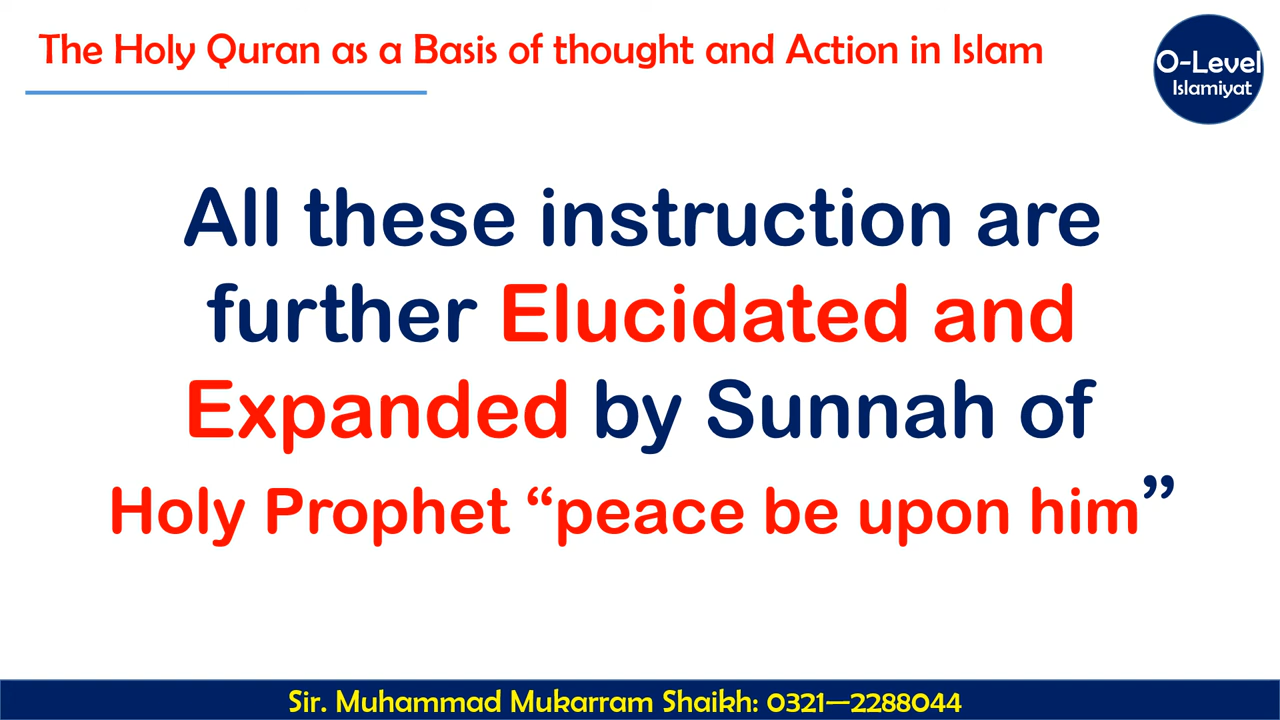 The Holy Quran as a Basis of thought and Action in Islam
O-Level
Islamiyat
All these instruction are
further Elucidated and
Expanded by Sunnah of
Holy Prophet “peace be upon him”
Sir. Muhammad Mukarram Shaikh: 0321—2288044